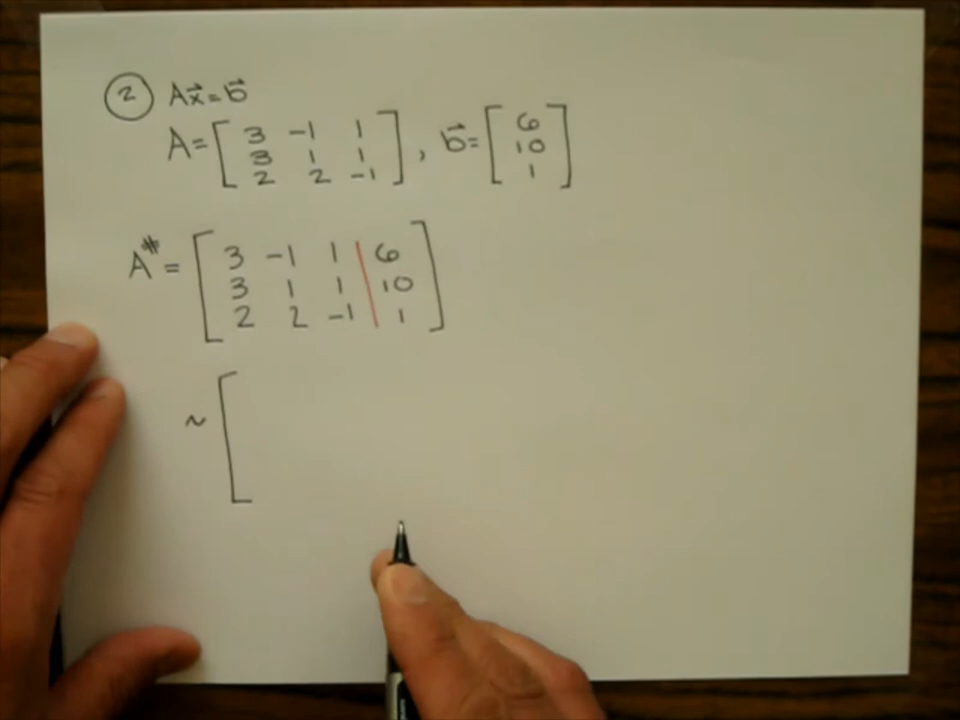 2 Ax⃗=b⃗
A=[3 -1 1
3 1 1
2 2 -1], b⃗=[6
10
1]
A#=[3 -1 1 | 6
3 1 1 | 10
2 2 -1 | 1]
~[